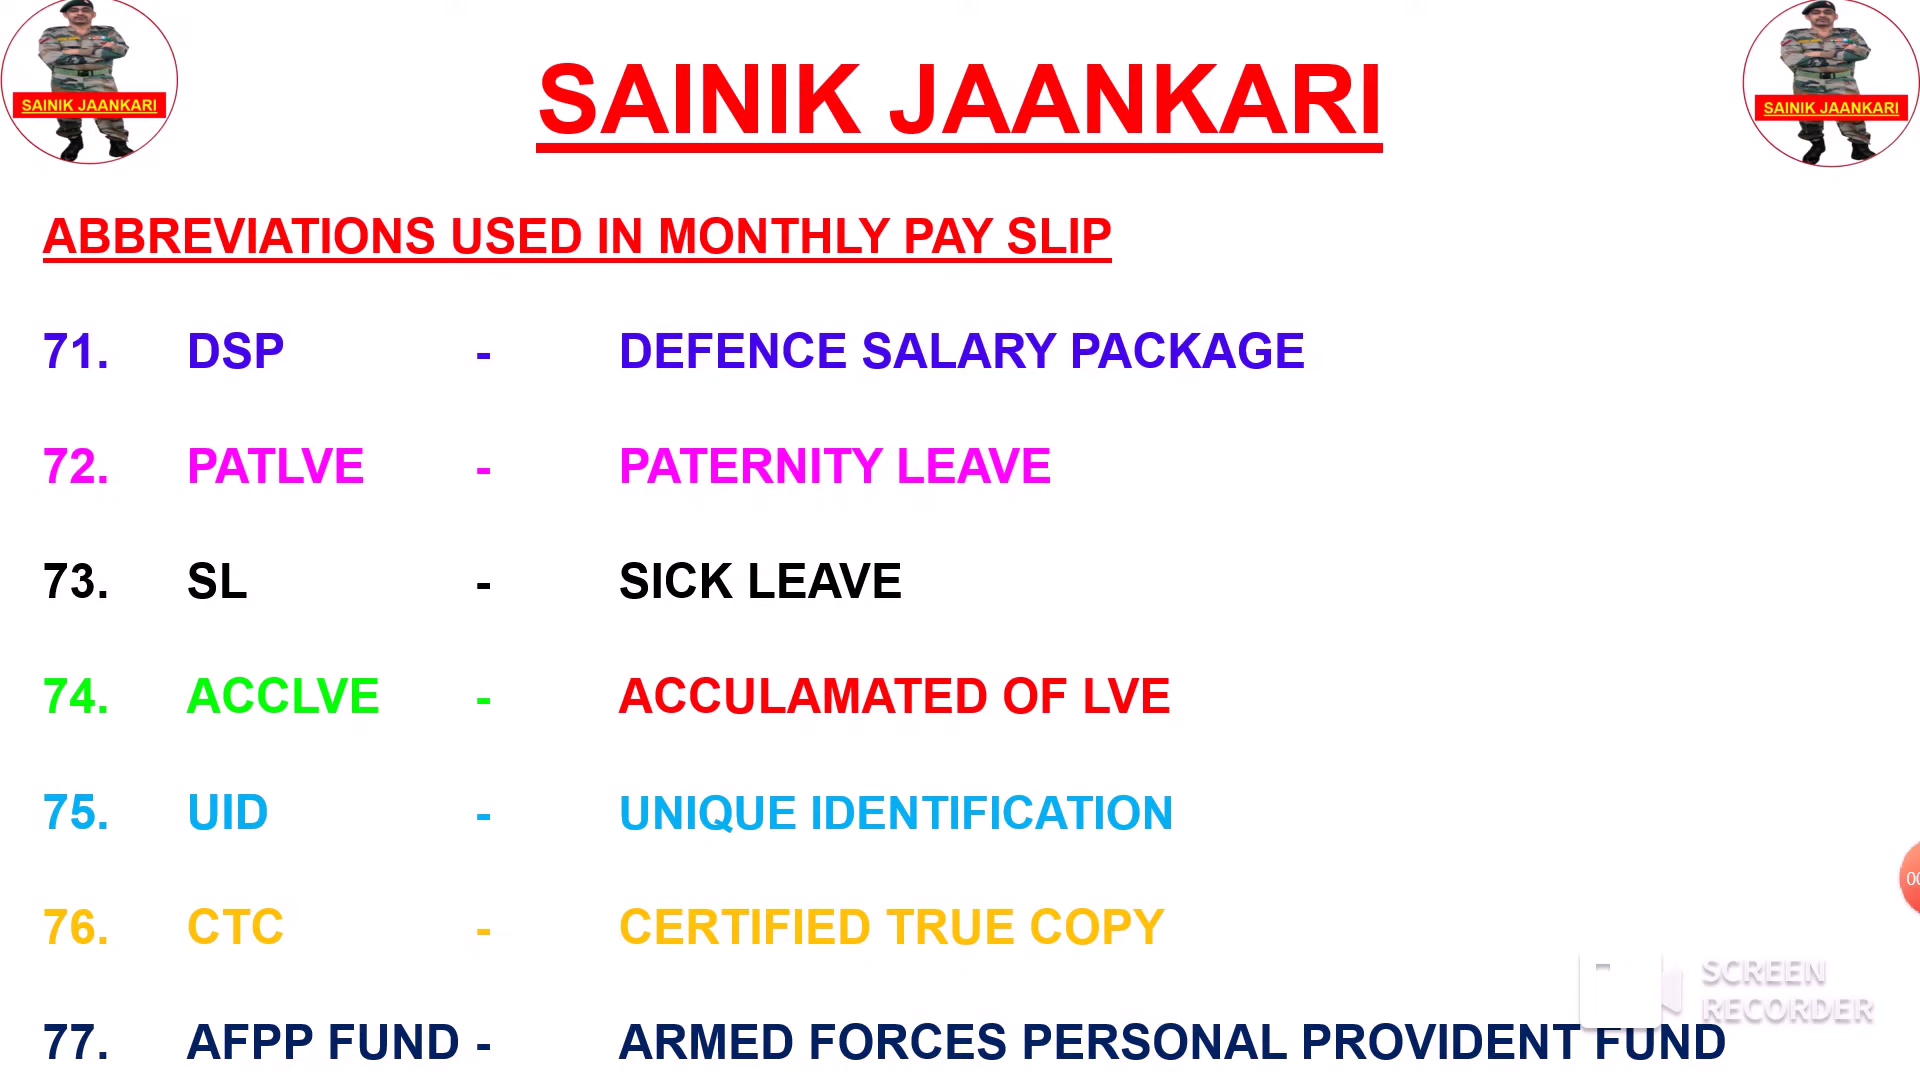 SAINIK JAANKARI
SAINIK JAANKARI
SAINIK JAANKARI
ABBREVIATIONS USED IN MONTHLY PAY SLIP
71. DSP - DEFENCE SALARY PACKAGE
72. PATLVE - PATERNITY LEAVE
73. SL - SICK LEAVE
74. ACCLVE - ACCULAMATED OF LVE
75. UID - UNIQUE IDENTIFICATION
76. CTC - CERTIFIED TRUE COPY
77. AFPP FUND - ARMED FORCES PERSONAL PROVIDENT FUND
SCREEN
RECORDER